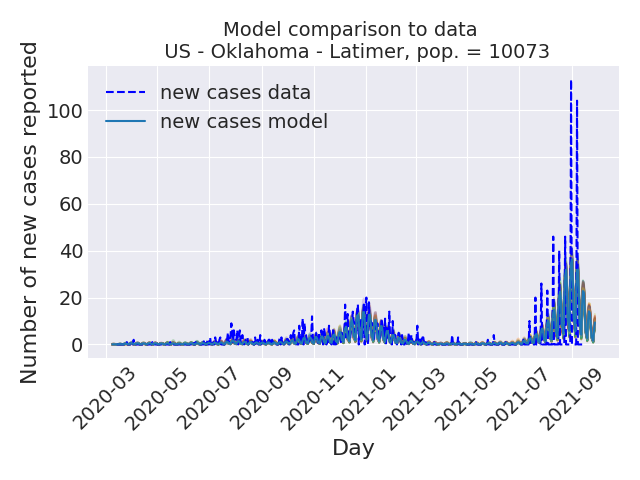 Model comparison to data
US - Oklahoma - Latimer, pop. = 10073
Number of new cases reported
100
80
60
40
20
0
new cases data
new cases model
2020-03
2020-05
2020-07
2020-09
2020-11
2021-01
2021-03
2021-05
2021-07
2021-09
Day